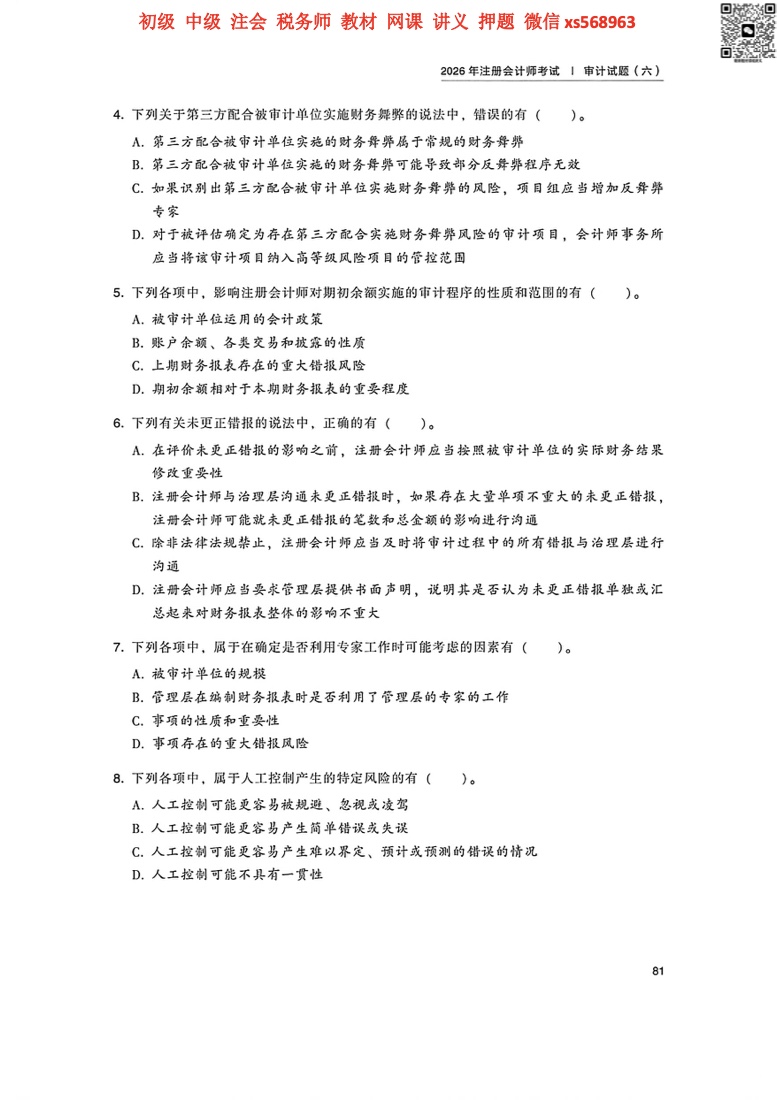 初级 中级 注会 税务师 教材 网课 讲义 押题 微信 xs568963
2026 年注册会计师考试 | 审计试题（六）
4. 下列关于第三方配合被审计单位实施财务舞弊的说法中，错误的有（ ）。
A. 第三方配合被审计单位实施的财务舞弊属于常规的财务舞弊
B. 第三方配合被审计单位实施的财务舞弊可能导致部分反舞弊程序无效
C. 如果识别出第三方配合被审计单位实施财务舞弊的风险，项目组应当增加反舞弊
专家
D. 对于被评估确定为存在第三方配合实施财务舞弊风险的审计项目，会计师事务所
应当将该审计项目纳入高等级风险项目的管控范围
5. 下列各项中，影响注册会计师对期初余额实施的审计程序的性质和范围的有（ ）。
A. 被审计单位运用的会计政策
B. 账户余额、各类交易和披露的性质
C. 上期财务报表存在的重大错报风险
D. 期初余额相对于本期财务报表的重要程度
6. 下列有关未更正错报的说法中，正确的有（ ）。
A. 在评价未更正错报的影响之前，注册会计师应当按照被审计单位的实际财务结果
修改重要性
B. 注册会计师与治理层沟通未更正错报时，如果存在大量单项不重大的未更正错报，
注册会计师可能就未更正错报的笔数和总金额的影响进行沟通
C. 除非法律法规禁止，注册会计师应当及时将审计过程中的所有错报与治理层进行
沟通
D. 注册会计师应当要求管理层提供书面声明，说明其是否认为未更正错报单独或汇
总起来对财务报表整体的影响不重大
7. 下列各项中，属于在确定是否利用专家工作时可能考虑的因素有（ ）。
A. 被审计单位的规模
B. 管理层在编制财务报表时是否利用了管理层的专家的工作
C. 事项的性质和重要性
D. 事项存在的重大错报风险
8. 下列各项中，属于人工控制产生的特定风险的有（ ）。
A. 人工控制可能更容易被规避、忽视或凌驾
B. 人工控制可能更容易产生简单错误或失误
C. 人工控制可能更容易产生难以界定、预计或预测的错误的情况
D. 人工控制可能不具有一贯性
81